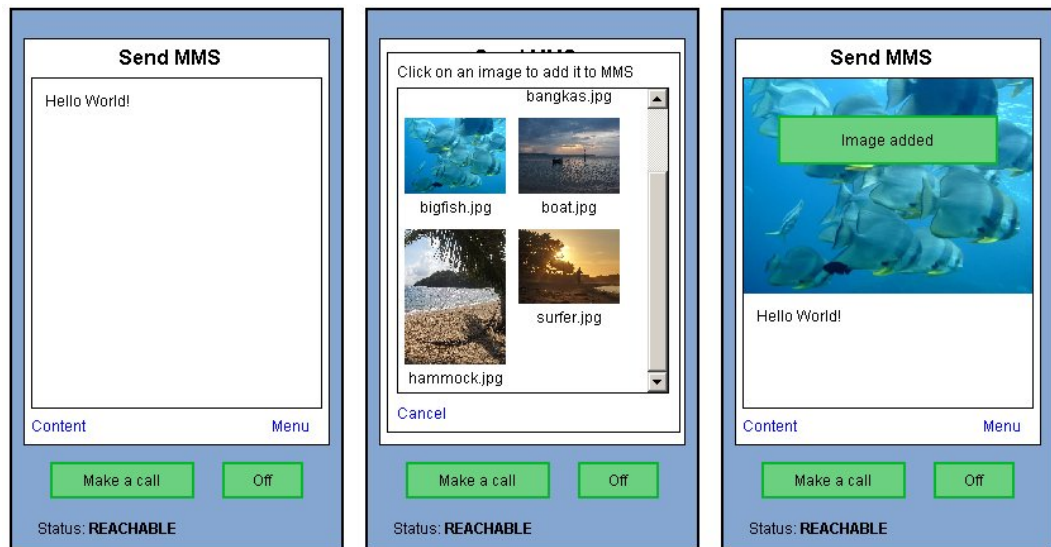 Send MMS
Hello World!
Content Menu
Make a call Off
Status: REACHABLE
Send MMS
Click on an image to add it to MMS
bangkas.jpg
bigfish.jpg boat.jpg
surfer.jpg
hammock.jpg
Cancel
Make a call Off
Status: REACHABLE
Send MMS
Image added
Hello World!
Content Menu
Make a call Off
Status: REACHABLE